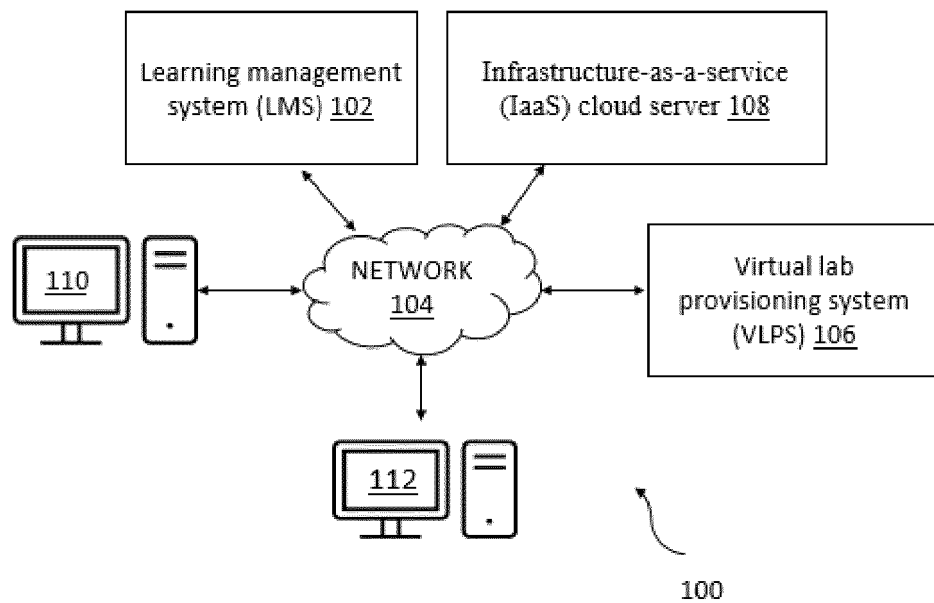 Learning management
system (LMS) 102
Infrastructure-as-a-service
(IaaS) cloud server 108
110
NETWORK
104
Virtual lab
provisioning system
(VLPS) 106
112
100